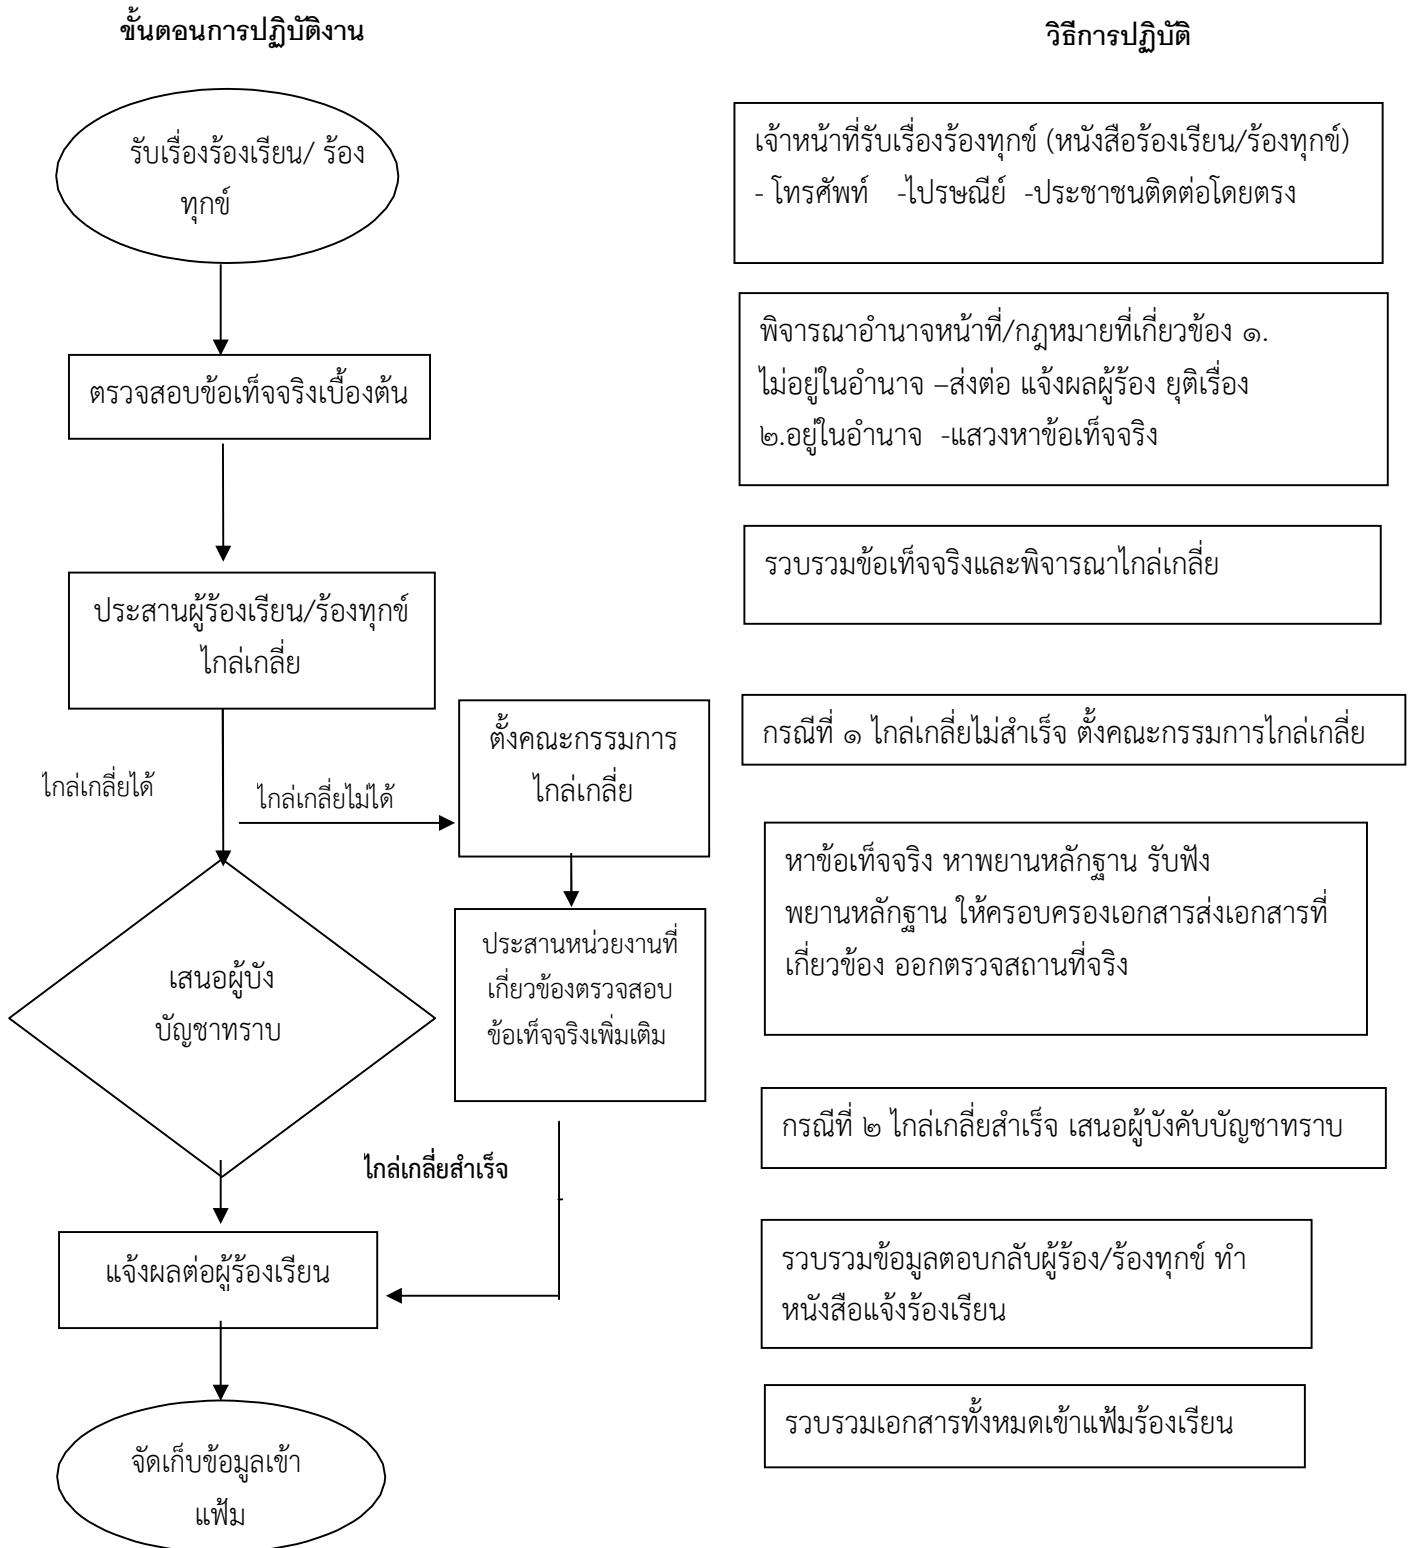 ขั้นตอนการปฏิบัติงาน
รับเรื่องร้องเรียน/ ร้อง
ทุกข์
ตรวจสอบข้อเท็จจริงเบื้องต้น
ประสานผู้ร้องเรียน/ร้องทุกข์
ไกล่เกลี่ย
ไกล่เกลี่ยได้
ไกล่เกลี่ยไม่ได้
ตั้งคณะกรรมการ
ไกล่เกลี่ย
เสนอผู้บัง
บัญชาทราบ
ประสานหน่วยงานที่
เกี่ยวข้องตรวจสอบ
ข้อเท็จจริงเพิ่มเติม
ไกล่เกลี่ยสำเร็จ
แจ้งผลต่อผู้ร้องเรียน
จัดเก็บข้อมูลเข้า
แฟ้ม
วิธีการปฏิบัติ
เจ้าหน้าที่รับเรื่องร้องทุกข์ (หนังสือร้องเรียน/ร้องทุกข์)
- โทรศัพท์ -ไปรษณีย์ -ประชาชนติดต่อโดยตรง
พิจารณาอำนาจหน้าที่/กฎหมายที่เกี่ยวข้อง ๑.
ไม่อยู่ในอำนาจ –ส่งต่อ แจ้งผลผู้ร้อง ยุติเรื่อง
๒.อยู่ในอำนาจ -แสวงหาข้อเท็จจริง
รวบรวมข้อเท็จจริงและพิจารณาไกล่เกลี่ย
กรณีที่ ๑ ไกล่เกลี่ยไม่สำเร็จ ตั้งคณะกรรมการไกล่เกลี่ย
หาข้อเท็จจริง หาพยานหลักฐาน รับฟัง
พยานหลักฐาน ให้ครอบครองเอกสารส่งเอกสารที่
เกี่ยวข้อง ออกตรวจสถานที่จริง
กรณีที่ ๒ ไกล่เกลี่ยสำเร็จ เสนอผู้บังคับบัญชาทราบ
รวบรวมข้อมูลตอบกลับผู้ร้อง/ร้องทุกข์ ทำ
หนังสือแจ้งร้องเรียน
รวบรวมเอกสารทั้งหมดเข้าแฟ้มร้องเรียน